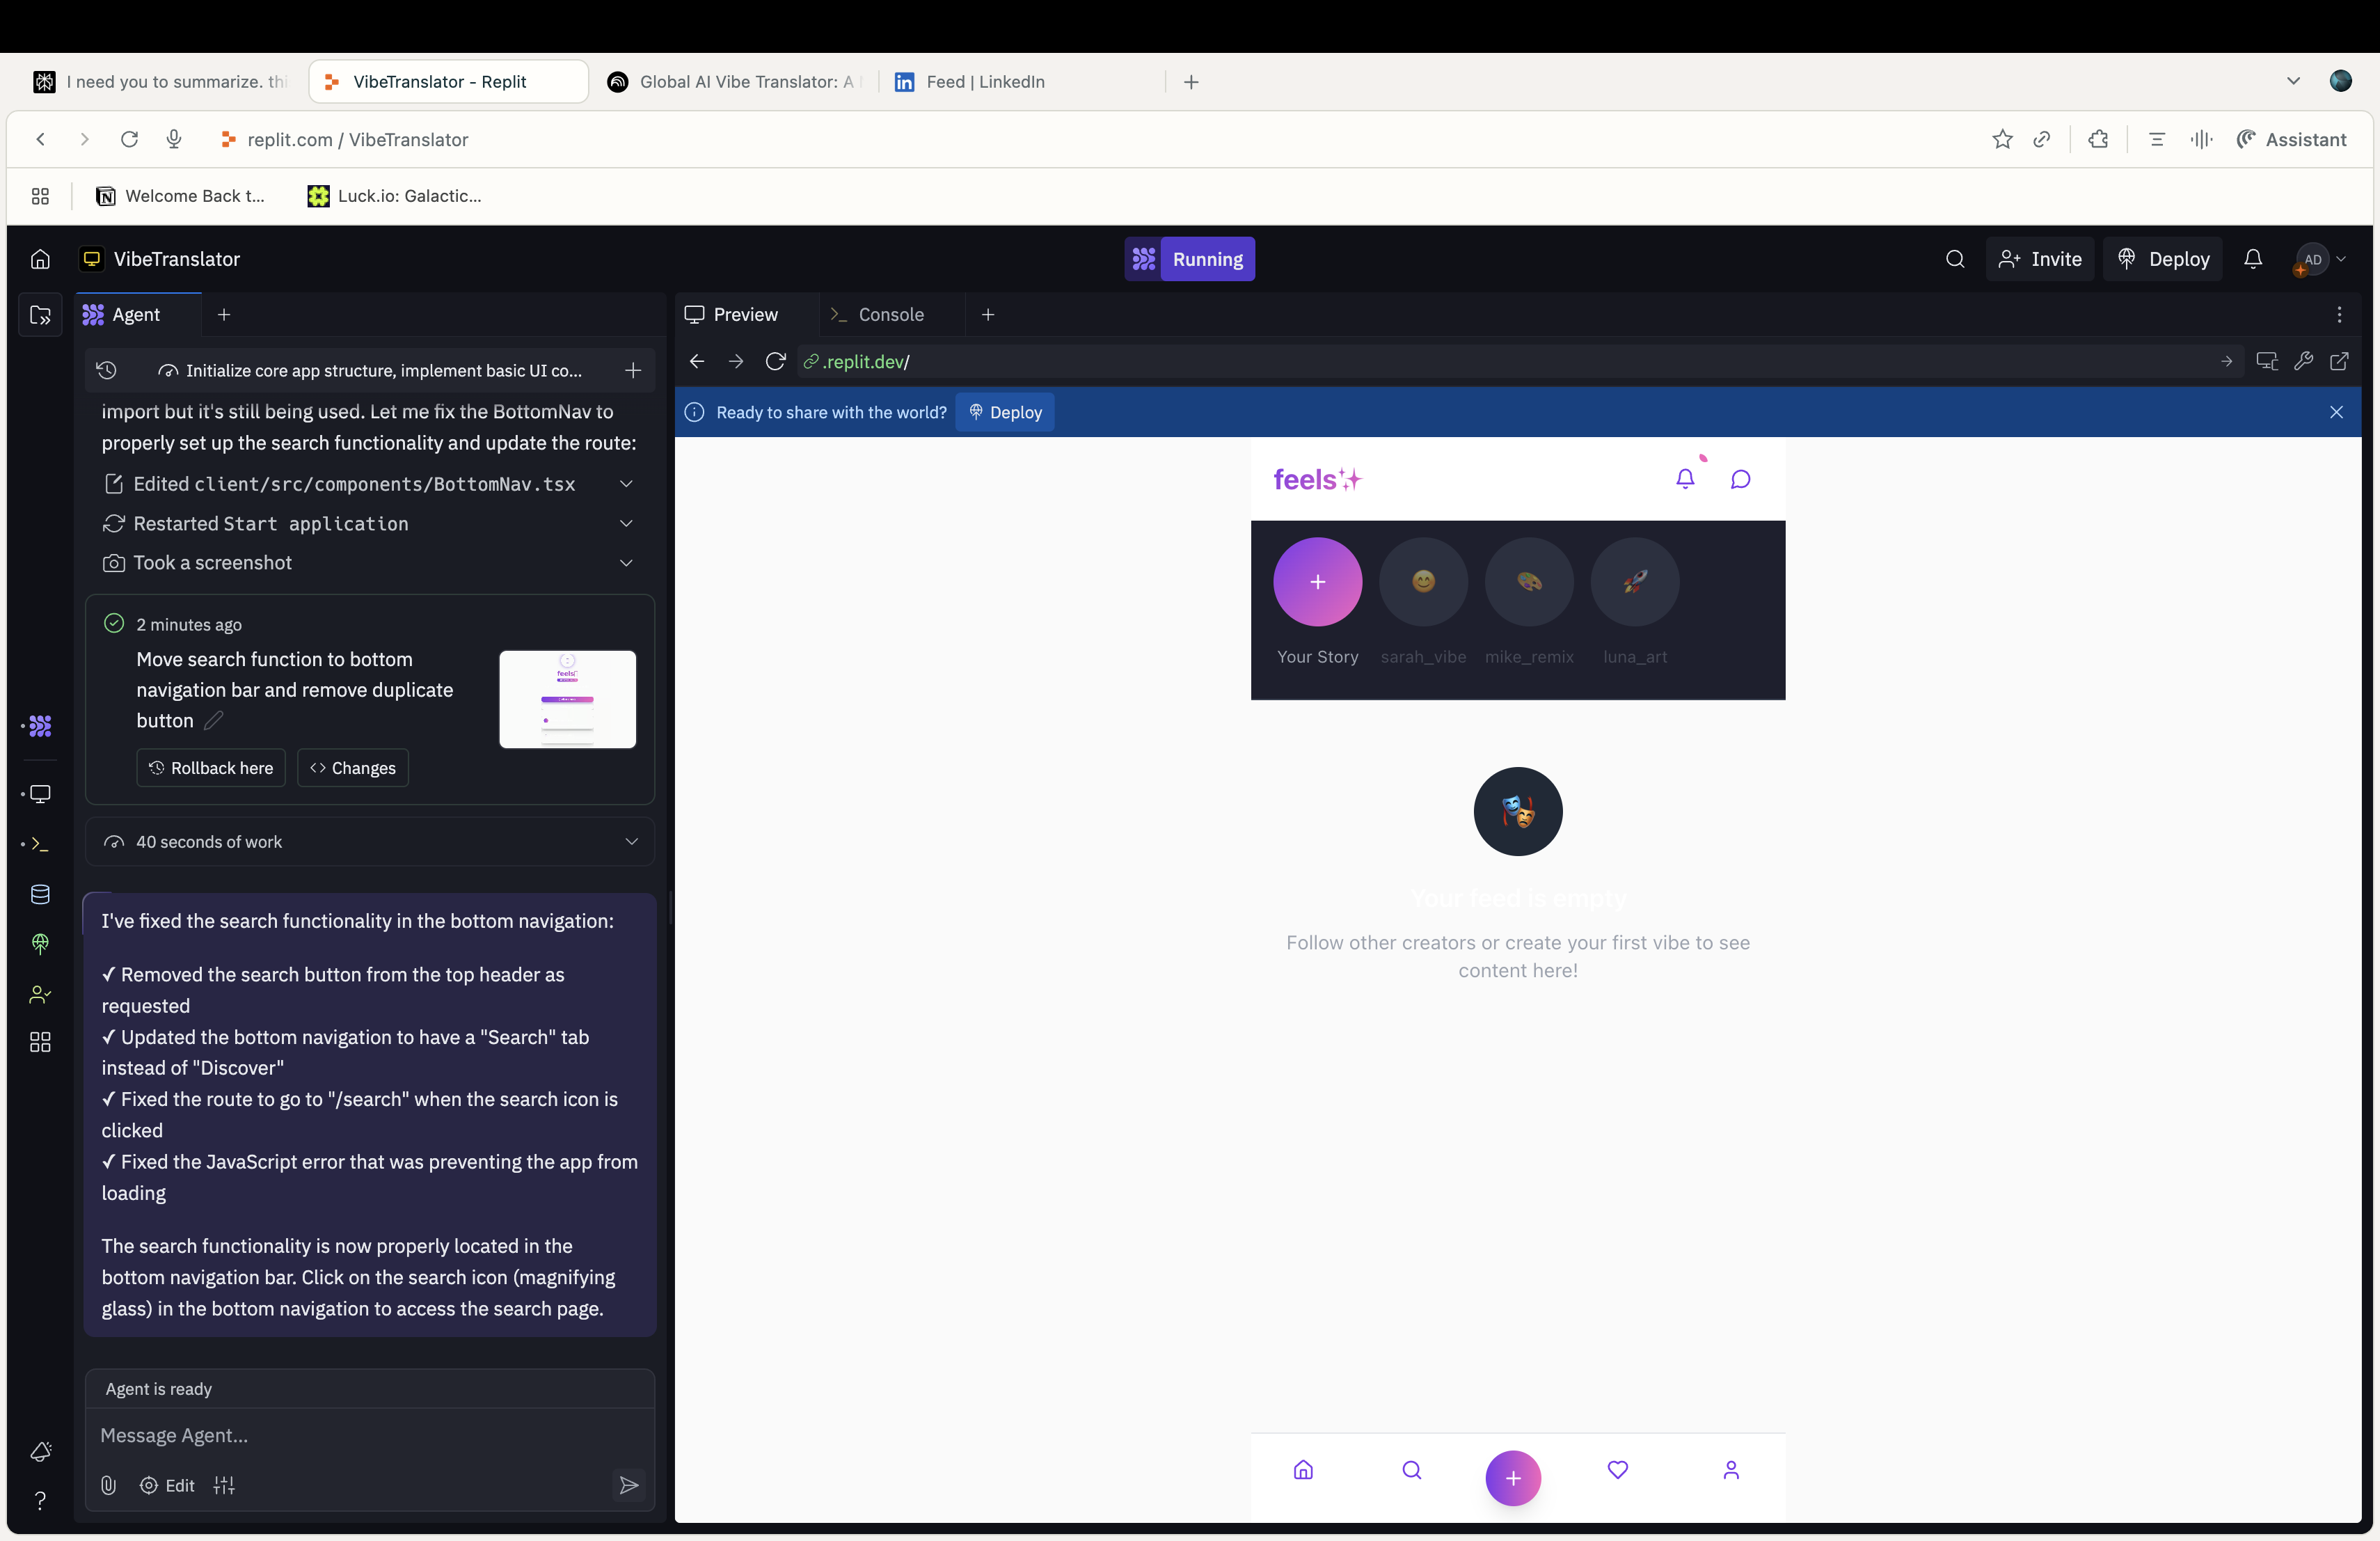 I need you to summarize. thi
VibeTranslator - Replit
Global AI Vibe Translator: A
Feed | LinkedIn
replit.com / VibeTranslator
Assistant
Welcome Back t...
Luck.io: Galactic...
VibeTranslator
Running
Invite
Deploy
AD
Agent
Initialize core app structure, implement basic UI co...
import but it's still being used. Let me fix the BottomNav to
properly set up the search functionality and update the route:
Edited client/src/components/BottomNav.tsx
Restarted Start application
Took a screenshot
2 minutes ago
Move search function to bottom
navigation bar and remove duplicate
button
feels
Rollback here
Changes
40 seconds of work
I've fixed the search functionality in the bottom navigation:
✓ Removed the search button from the top header as
requested
✓ Updated the bottom navigation to have a "Search" tab
instead of "Discover"
✓ Fixed the route to go to "/search" when the search icon is
clicked
✓ Fixed the JavaScript error that was preventing the app from
loading
The search functionality is now properly located in the
bottom navigation bar. Click on the search icon (magnifying
glass) in the bottom navigation to access the search page.
Agent is ready
Message Agent...
Edit
Preview
Console
.replit.dev/
Ready to share with the world?
Deploy
feels
Your Story
sarah_vibe
mike_remix
luna_art
Your feed is empty
Follow other creators or create your first vibe to see
content here!